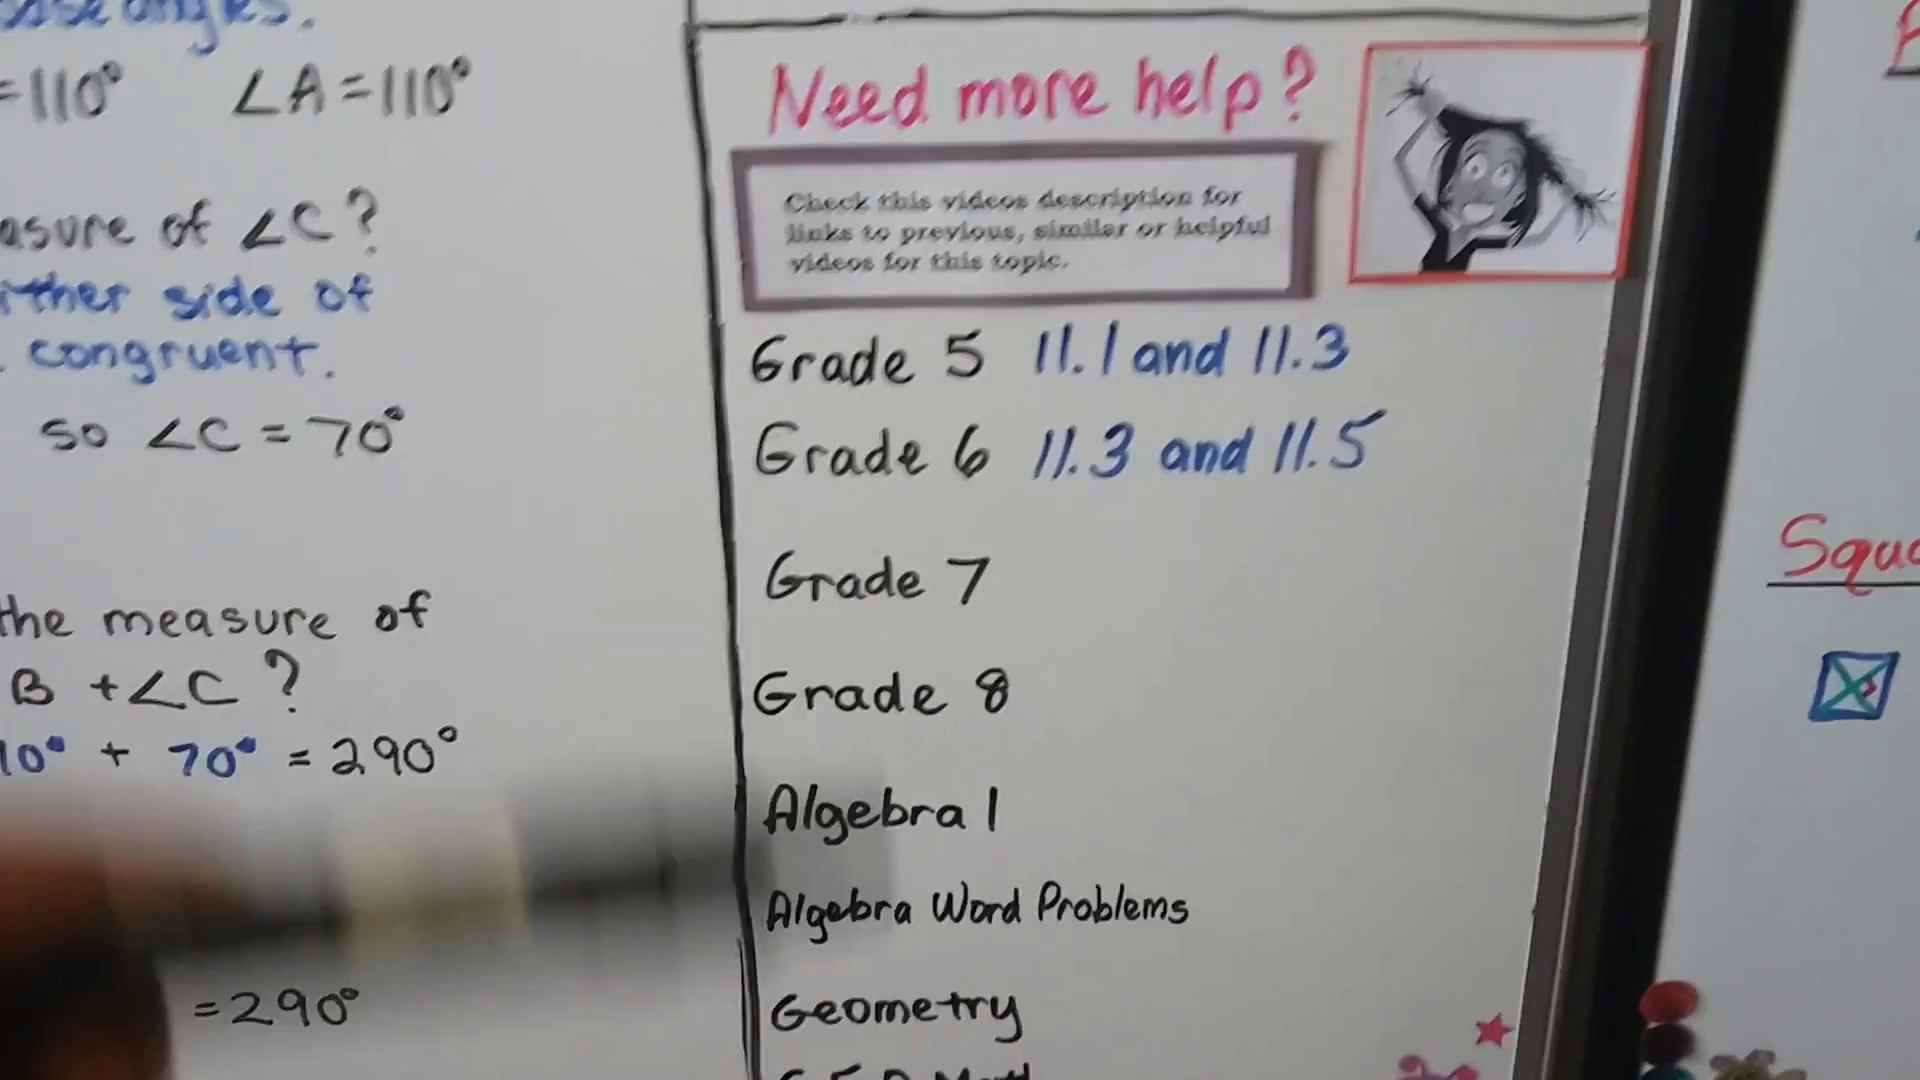 base angles.
=110° ∠A=110°
asure of ∠C?
ither side of
congruent.
so ∠C = 70°
the measure of
B + ∠C ?
10° + 70° = 290°
= 290°
Need more help?
Check this videos description for
links to previous, similar or helpful
videos for this topic.
Grade 5 11.1 and 11.3
Grade 6 11.3 and 11.5
Grade 7
Grade 8
Algebra 1
Algebra Word Problems
Geometry
Squa